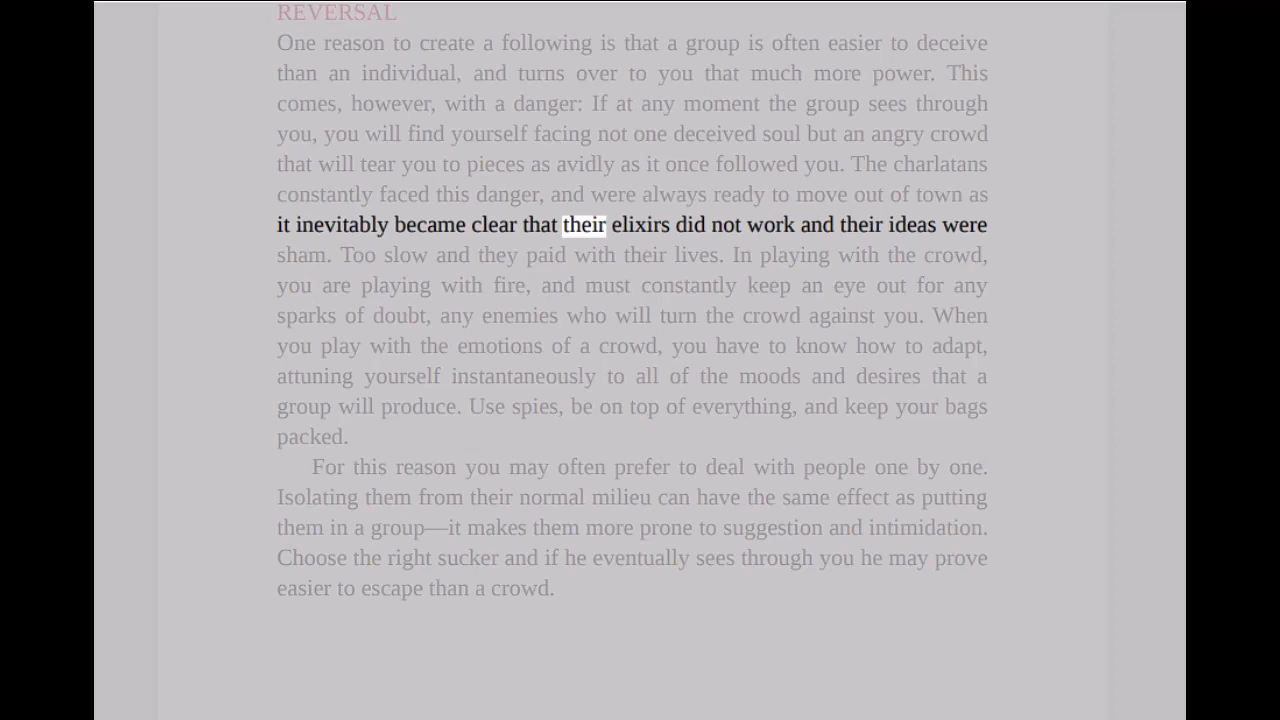 REVERSAL
One reason to create a following is that a group is often easier to deceive
than an individual, and turns over to you that much more power. This
comes, however, with a danger: If at any moment the group sees through
you, you will find yourself facing not one deceived soul but an angry crowd
that will tear you to pieces as avidly as it once followed you. The charlatans
constantly faced this danger, and were always ready to move out of town as
it inevitably became clear that their elixirs did not work and their ideas were
sham. Too slow and they paid with their lives. In playing with the crowd,
you are playing with fire, and must constantly keep an eye out for any
sparks of doubt, any enemies who will turn the crowd against you. When
you play with the emotions of a crowd, you have to know how to adapt,
attuning yourself instantaneously to all of the moods and desires that a
group will produce. Use spies, be on top of everything, and keep your bags
packed.
For this reason you may often prefer to deal with people one by one.
Isolating them from their normal milieu can have the same effect as putting
them in a group—it makes them more prone to suggestion and intimidation.
Choose the right sucker and if he eventually sees through you he may prove
easier to escape than a crowd.